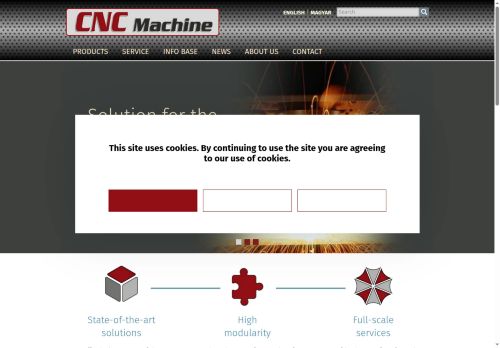 CNC Machine
ENGLISH MAGYAR
Search
PRODUCTS SERVICE INFO BASE NEWS ABOUT US CONTACT
Solution for the
This site uses cookies. By continuing to use the site you are agreeing
to our use of cookies.
State-of-the-art
solutions
High
modularity
Full-scale
services